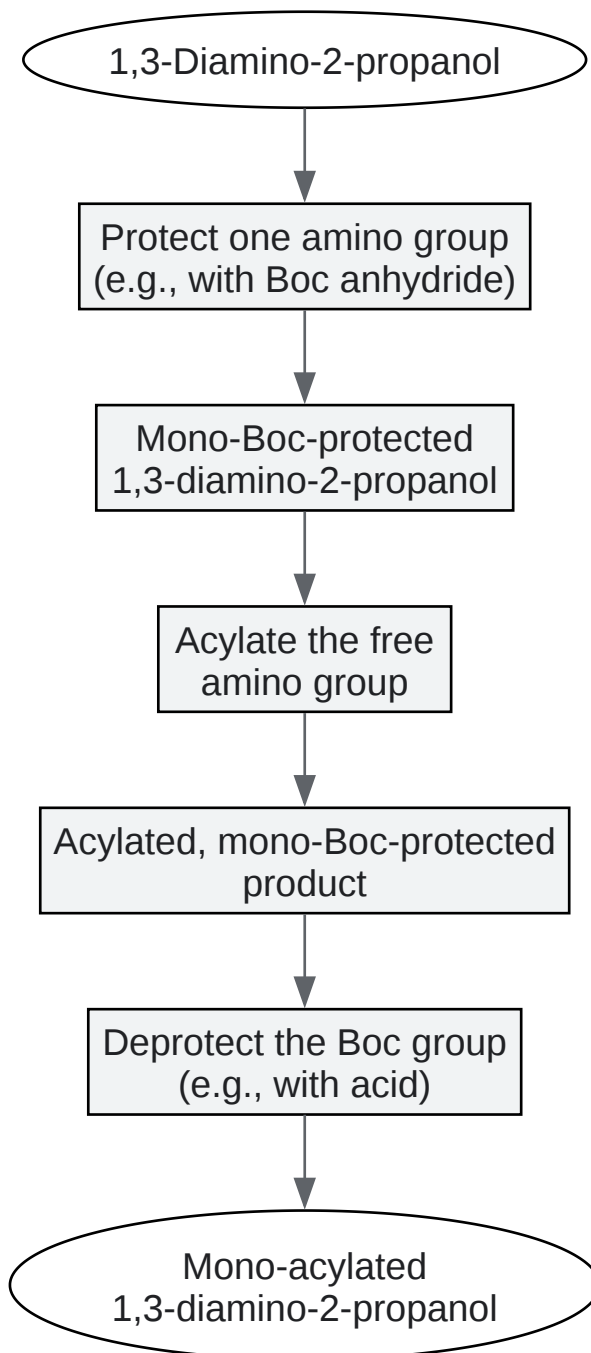 1,3-Diamino-2-propanol
Protect one amino group
(e.g., with Boc anhydride)
Mono-Boc-protected
1,3-diamino-2-propanol
Acylate the free
amino group
Acylated, mono-Boc-protected
product
Deprotect the Boc group
(e.g., with acid)
Mono-acylated
1,3-diamino-2-propanol